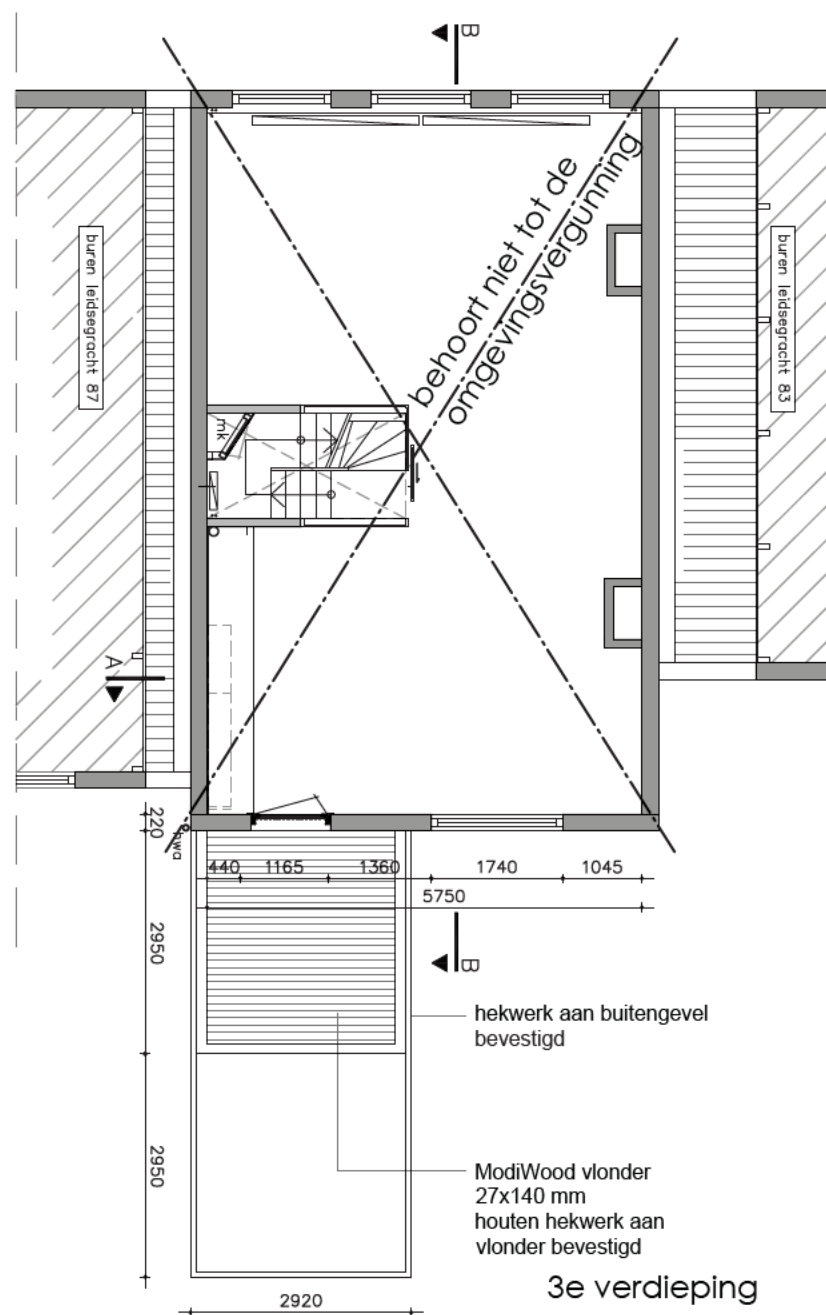 B
behoort niet tot de
omgevingsvergunning
buren leidsegracht 87
buren leidsegracht 83
mk
A
hwa
220
440 1165 1360 1740 1045
5750
2950
B
hekwerk aan buitengevel
bevestigd
2950
ModiWood vlonder
27x140 mm
houten hekwerk aan
vlonder bevestigd
3e verdieping
2920